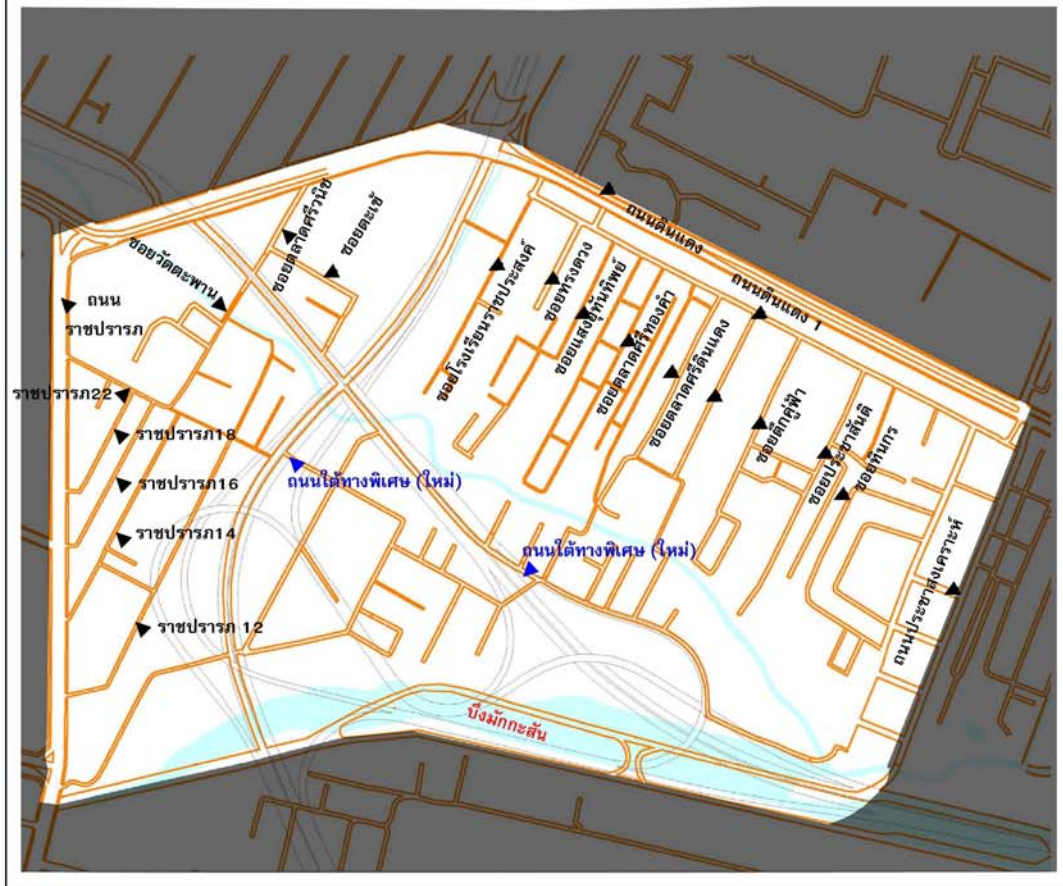 ถนนดินแดง
ซอยตลาดศรีวนิช
ซอยตะเข้
ซอยวัดตะพาน
ถนนดินแดง 1
ถนน
ราชปรารภ
ซอยโรงเรียนราชประสงค์
ซอยทรงดวง
ซอยแสงอุทันทิพย์
ซอยตลาดศรีทองคำ
ซอยตลาดศรีดินแดง
ราชปรารภ22
ซอยตึกคู่ฟ้า
ซอยประชาสันติ
ซอยทินกร
ราชปรารภ18
ราชปรารภ16
ถนนใต้ทางพิเศษ (ใหม่)
ราชปรารภ14
ถนนใต้ทางพิเศษ (ใหม่)
ถนนประชาสงเคราะห์
ราชปรารภ 12
บึงมักกะสัน